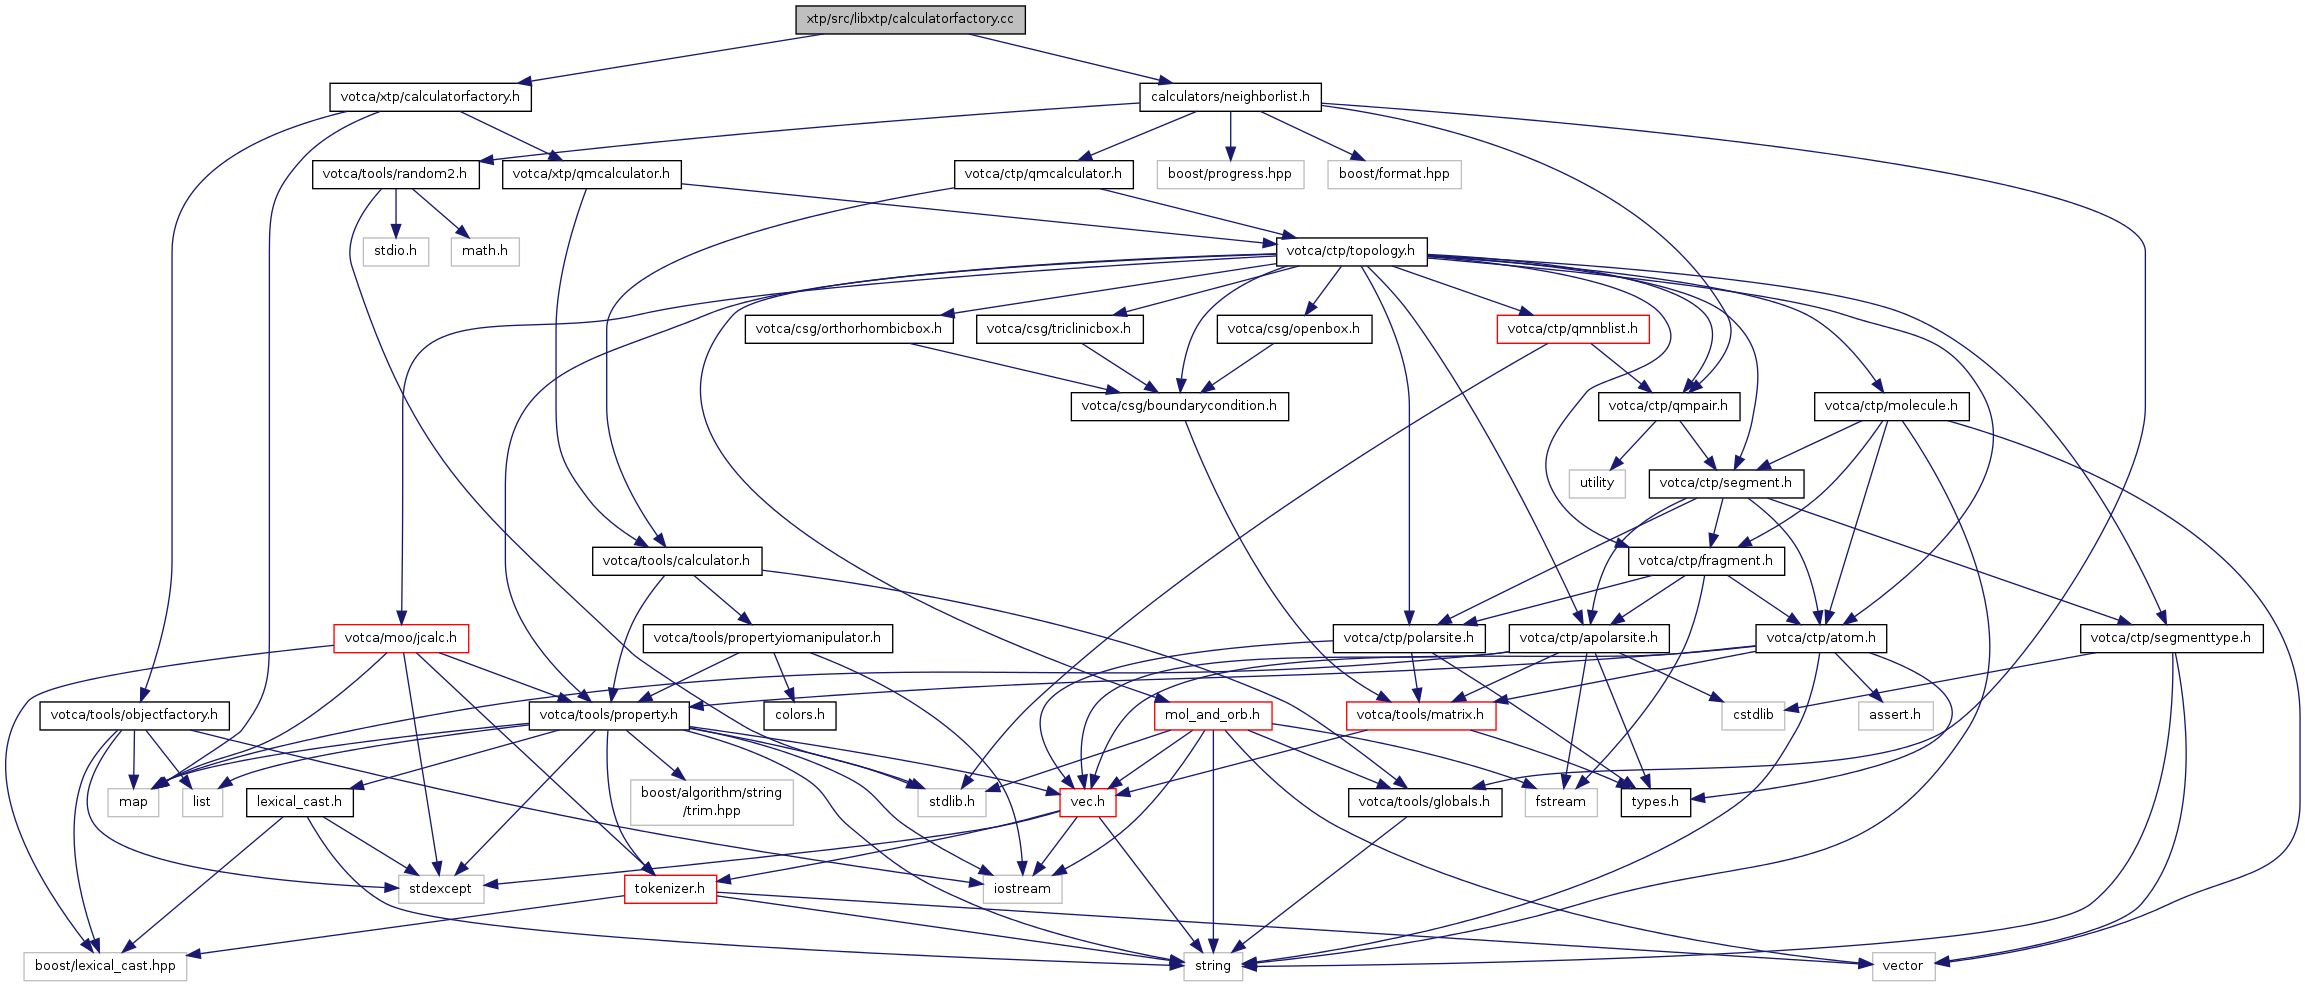 xtp/src/libxtp/calculatorfactory.cc
votca/xtp/calculatorfactory.h
calculators/neighborlist.h
votca/tools/random2.h
votca/xtp/qmcalculator.h
votca/ctp/qmcalculator.h
boost/progress.hpp
boost/format.hpp
stdio.h
math.h
votca/ctp/topology.h
votca/csg/orthorhombicbox.h
votca/csg/triclinicbox.h
votca/csg/openbox.h
votca/ctp/qmnblist.h
votca/csg/boundarycondition.h
votca/ctp/qmpair.h
votca/ctp/molecule.h
utility
votca/ctp/segment.h
votca/tools/calculator.h
votca/ctp/fragment.h
votca/moo/jcalc.h
votca/tools/propertyiomanipulator.h
votca/ctp/polarsite.h
votca/ctp/apolarsite.h
votca/ctp/atom.h
votca/ctp/segmenttype.h
votca/tools/objectfactory.h
votca/tools/property.h
colors.h
mol_and_orb.h
votca/tools/matrix.h
cstdlib
assert.h
map
list
lexical_cast.h
boost/algorithm/string
/trim.hpp
stdlib.h
vec.h
votca/tools/globals.h
fstream
types.h
stdexcept
tokenizer.h
iostream
boost/lexical_cast.hpp
string
vector